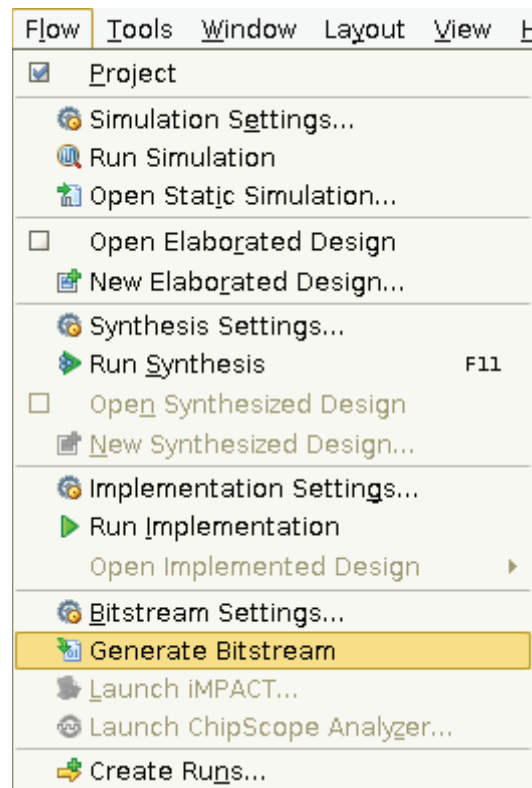 Flow Tools Window Layout View H
Project
Simulation Settings...
Run Simulation
Open Static Simulation...
Open Elaborated Design
New Elaborated Design...
Synthesis Settings...
Run Synthesis F11
Open Synthesized Design
New Synthesized Design...
Implementation Settings...
Run Implementation
Open Implemented Design
Bitstream Settings...
Generate Bitstream
Launch iMPACT...
Launch ChipScope Analyzer...
Create Runs...